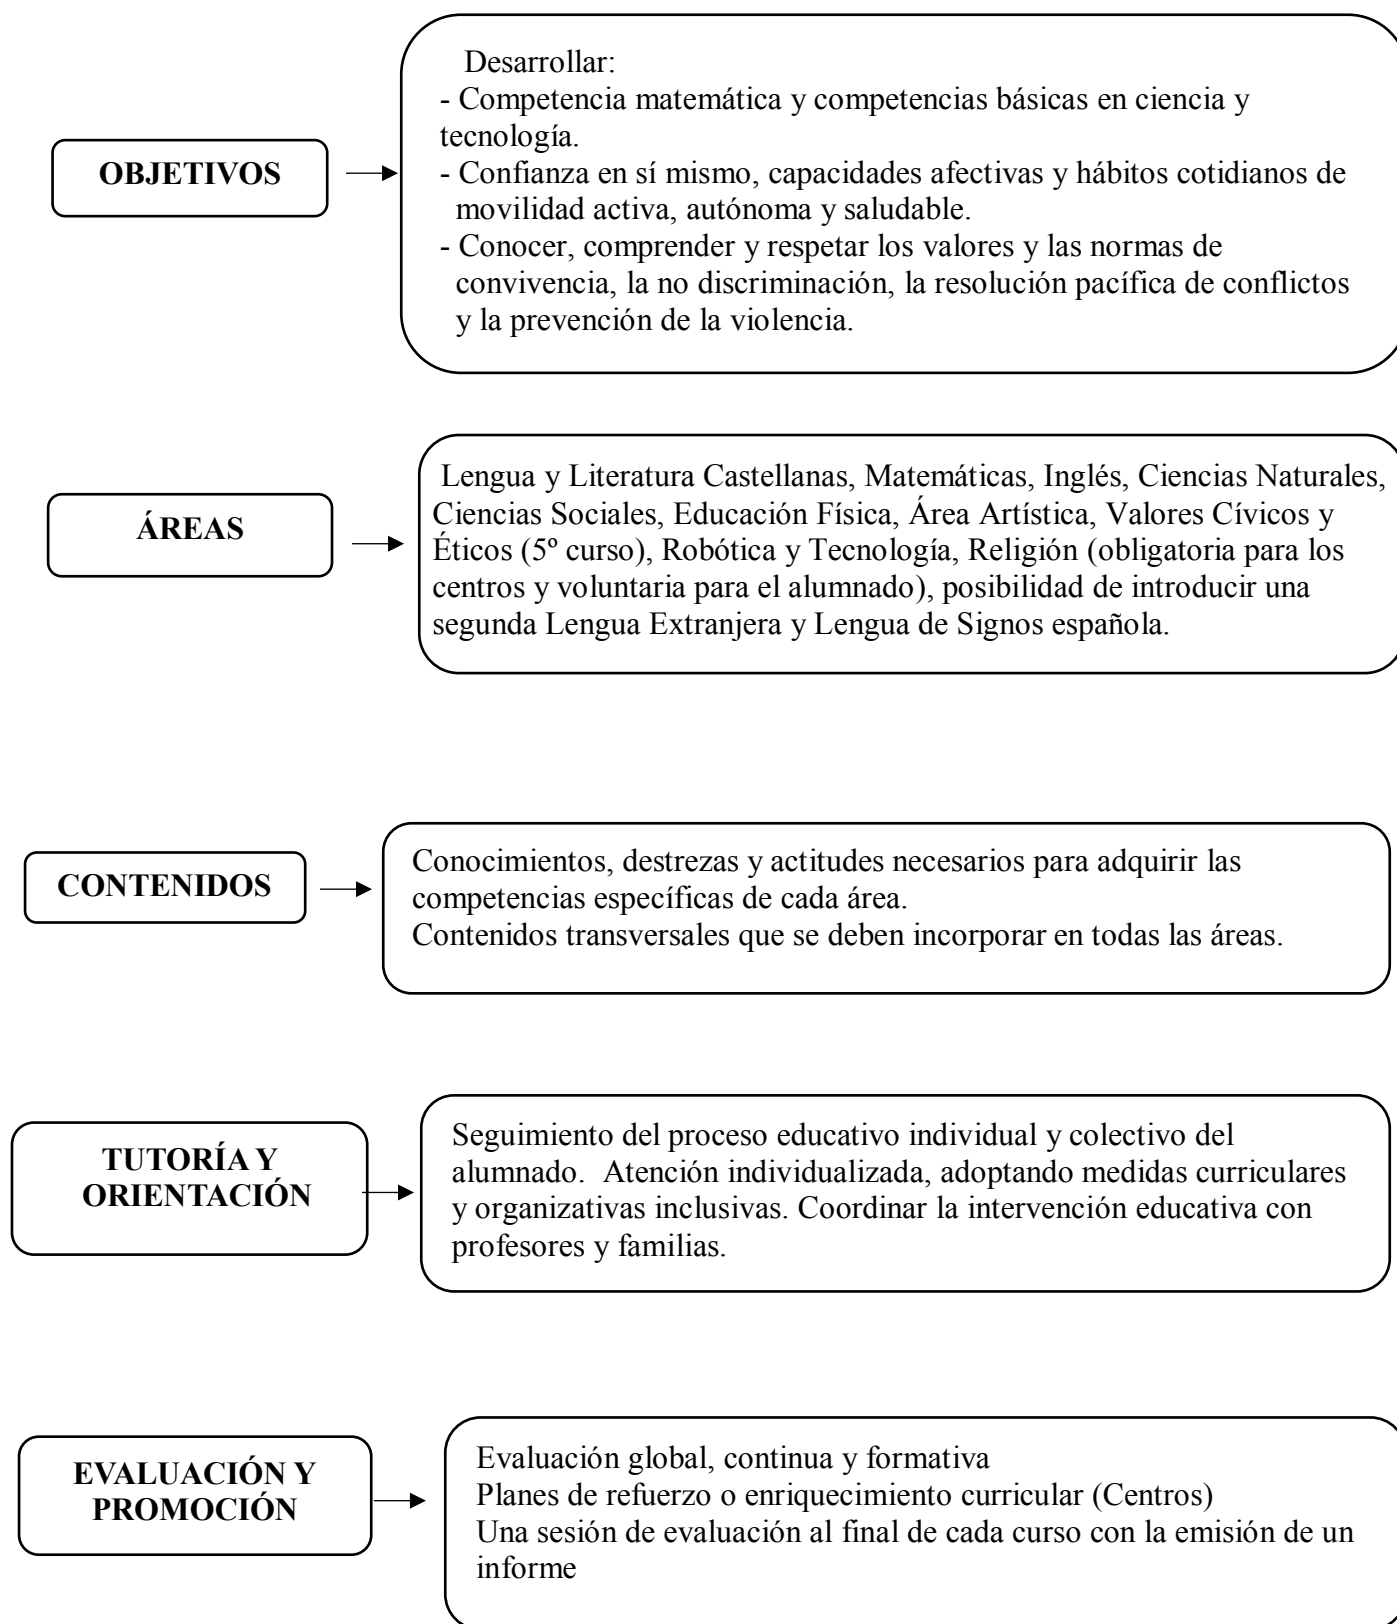 Desarrollar:
- Competencia matemática y competencias básicas en ciencia y
tecnología.
OBJETIVOS
- Confianza en sí mismo, capacidades afectivas y hábitos cotidianos de
movilidad activa, autónoma y saludable.
- Conocer, comprender y respetar los valores y las normas de
convivencia, la no discriminación, la resolución pacífica de conflictos
y la prevención de la violencia.
ÁREAS
Lengua y Literatura Castellanas, Matemáticas, Inglés, Ciencias Naturales,
Ciencias Sociales, Educación Física, Área Artística, Valores Cívicos y
Éticos (5º curso), Robótica y Tecnología, Religión (obligatoria para los
centros y voluntaria para el alumnado), posibilidad de introducir una
segunda Lengua Extranjera y Lengua de Signos española.
CONTENIDOS
Conocimientos, destrezas y actitudes necesarios para adquirir las
competencias específicas de cada área.
Contenidos transversales que se deben incorporar en todas las áreas.
TUTORÍA Y
ORIENTACIÓN
Seguimiento del proceso educativo individual y colectivo del
alumnado. Atención individualizada, adoptando medidas curriculares
y organizativas inclusivas. Coordinar la intervención educativa con
profesores y familias.
EVALUACIÓN Y
PROMOCIÓN
Evaluación global, continua y formativa
Planes de refuerzo o enriquecimiento curricular (Centros)
Una sesión de evaluación al final de cada curso con la emisión de un
informe